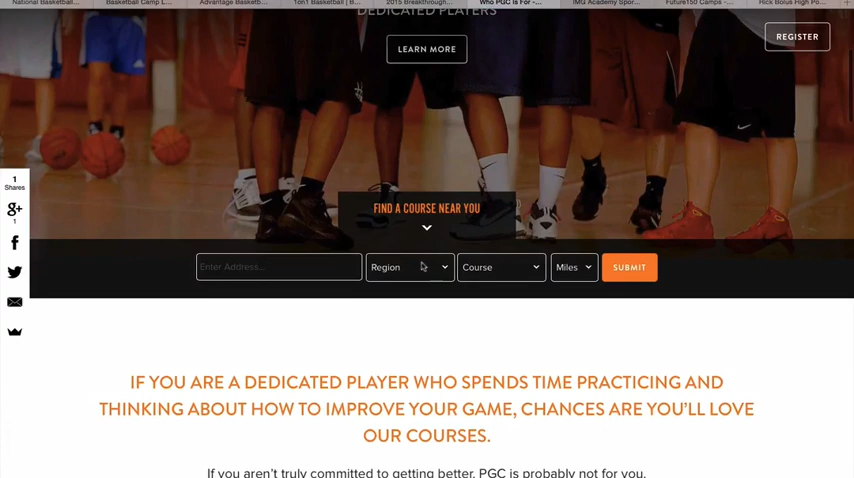 National Basketball...
Basketball Camp L...
Advantage Basketb...
1on1 Basketball | B...
2015 Breakthrough...
Who PGC Is For -...
IMG Academy Spor...
Future150 Camps -...
Rick Bolus High Po...
DEDICATED PLAYERS
LEARN MORE
REGISTER
1
Shares
g+
1
FIND A COURSE NEAR YOU
Enter Address...
Region
Course
Miles
SUBMIT
IF YOU ARE A DEDICATED PLAYER WHO SPENDS TIME PRACTICING AND
THINKING ABOUT HOW TO IMPROVE YOUR GAME, CHANCES ARE YOU'LL LOVE
OUR COURSES.
If you aren't truly committed to getting better, PGC is probably not for you.